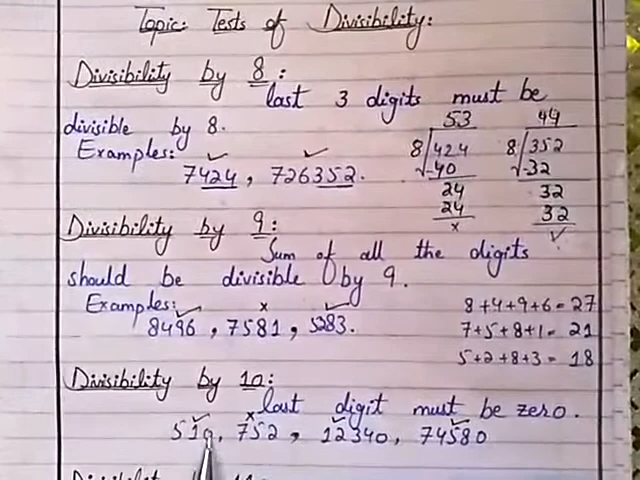 Topic: Tests of Divisibility:
Divisibility by 8:
last 3 digits must be
divisible by 8.
Examples:
7424, 726352.
53
8 424
-40
24
24
x
44
8 352
-32
32
32
✓
Divisibility by 9:
Sum of all the digits
should be divisible by 9.
Examples:
✓ x ✓
8496, 7581, 5283.
8+4+9+6=27
7+5+8+1=21
5+2+8+3=18
Divisibility by 10:
last digit must be zero.
✓ x ✓ ✓
510, 752, 12340, 74580